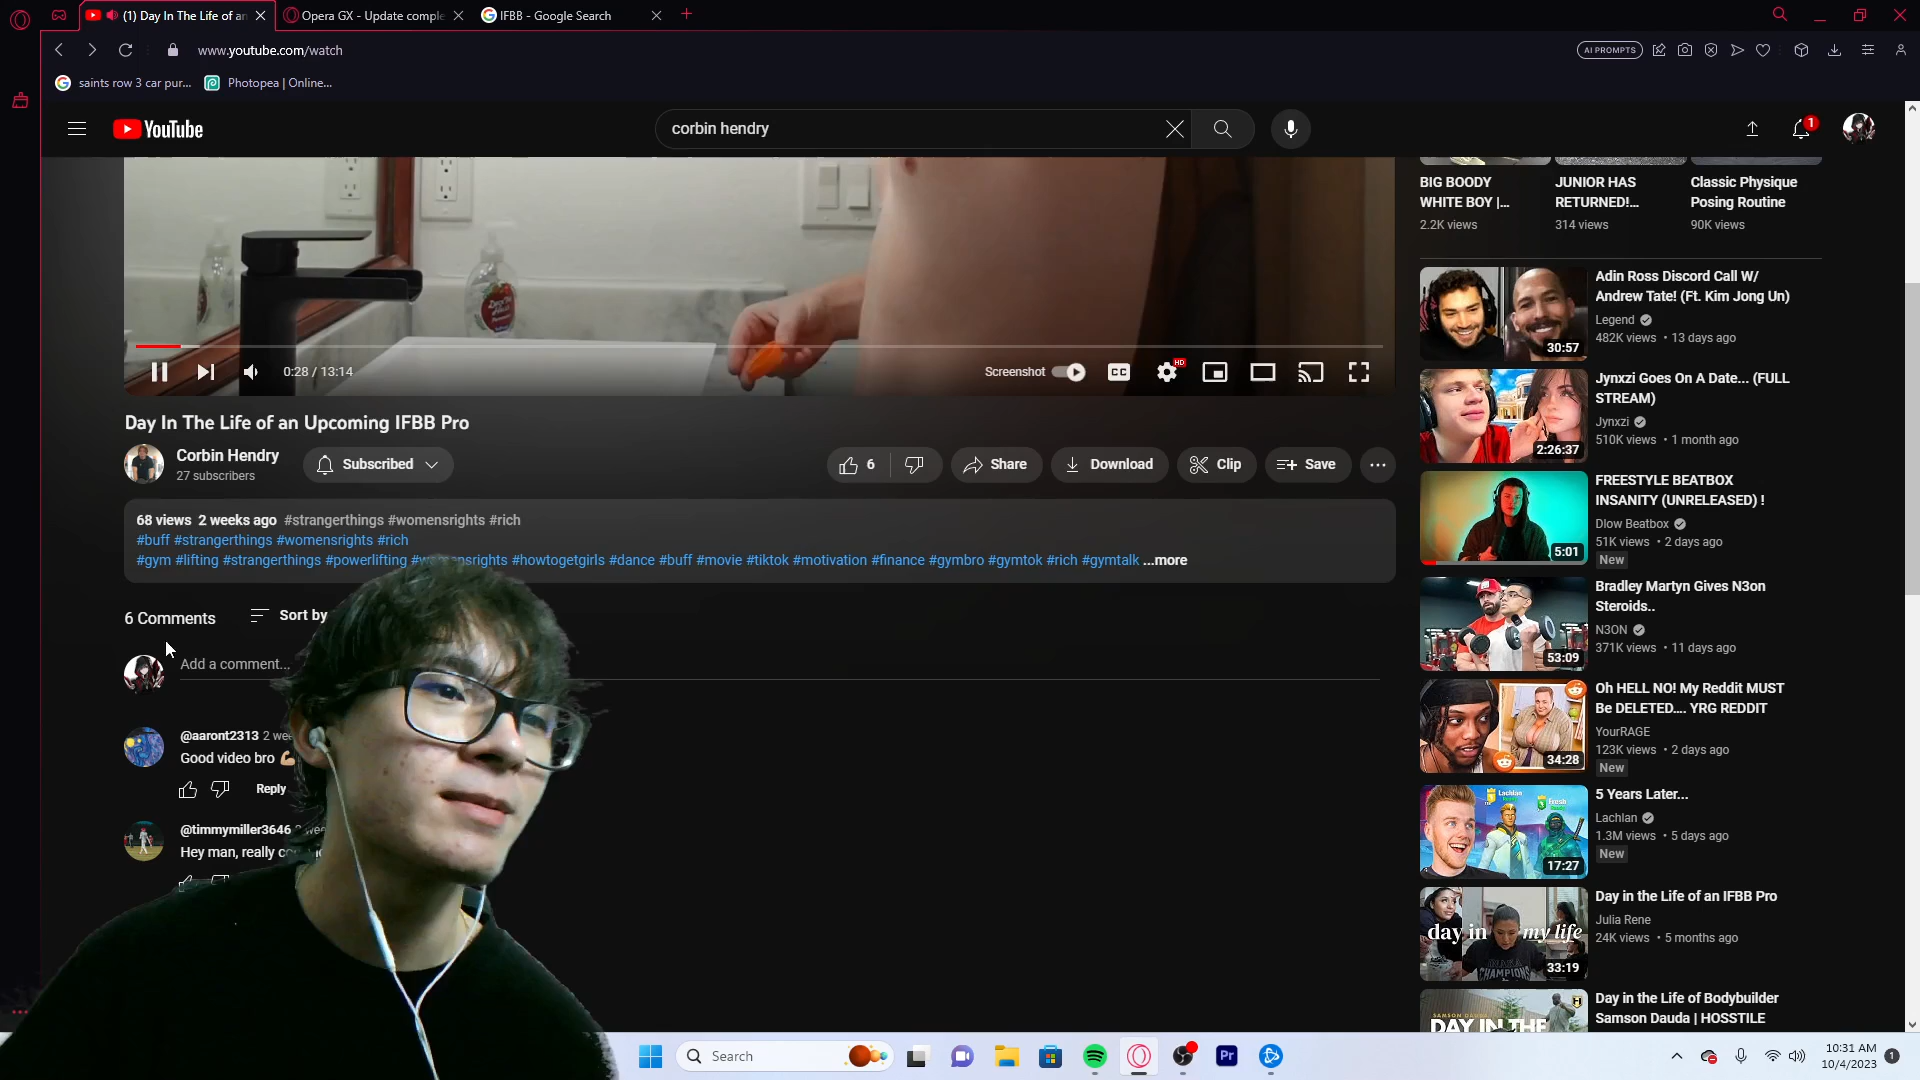 (1) Day In The Life of an
Opera GX - Update comple
IFBB - Google Search
www.youtube.com/watch
AI PROMPTS
saints row 3 car pur...
Photopea | Online...
YouTube
corbin hendry
1
0:28 / 13:14
Screenshot
CC
HD
Day In The Life of an Upcoming IFBB Pro
Corbin Hendry
27 subscribers
Subscribed
6
Share
Download
Clip
Save
68 views 2 weeks ago #strangerthings #womensrights #rich
#buff #strangerthings #womensrights #rich
#gym #lifting #strangerthings #powerlifting #womensrights #howtogetgirls #dance #buff #movie #tiktok #motivation #finance #gymbro #gymtok #rich #gymtalk ...more
6 Comments
Sort by
Add a comment...
@aaront2313 2 wee
Good video bro 💪
Reply
@timmymiller3646
Hey man, really
BIG BOODY
WHITE BOY |...
2.2K views
JUNIOR HAS
RETURNED!...
314 views
Classic Physique
Posing Routine
90K views
30:57
Adin Ross Discord Call W/
Andrew Tate! (Ft. Kim Jong Un)
Legend
482K views • 13 days ago
2:26:37
Jynxzi Goes On A Date... (FULL
STREAM)
Jynxzi
510K views • 1 month ago
5:01
FREESTYLE BEATBOX
INSANITY (UNRELEASED) !
Dlow Beatbox
51K views • 2 days ago
New
53:09
Bradley Martyn Gives N3on
Steroids..
N3ON
371K views • 11 days ago
34:28
Oh HELL NO! My Reddit MUST
Be DELETED.... YRG REDDIT
YourRAGE
123K views • 2 days ago
New
Lachlan
Fresh
17:27
5 Years Later...
Lachlan
1.3M views • 5 days ago
New
day in my life
CHAMPIONS
33:19
Day in the Life of an IFBB Pro
Julia Rene
24K views • 5 months ago
SAMSON DAUDA
DAY IN THE
Day in the Life of Bodybuilder
Samson Dauda | HOSSTILE
Search
Pr
10:31 AM
10/4/2023
1